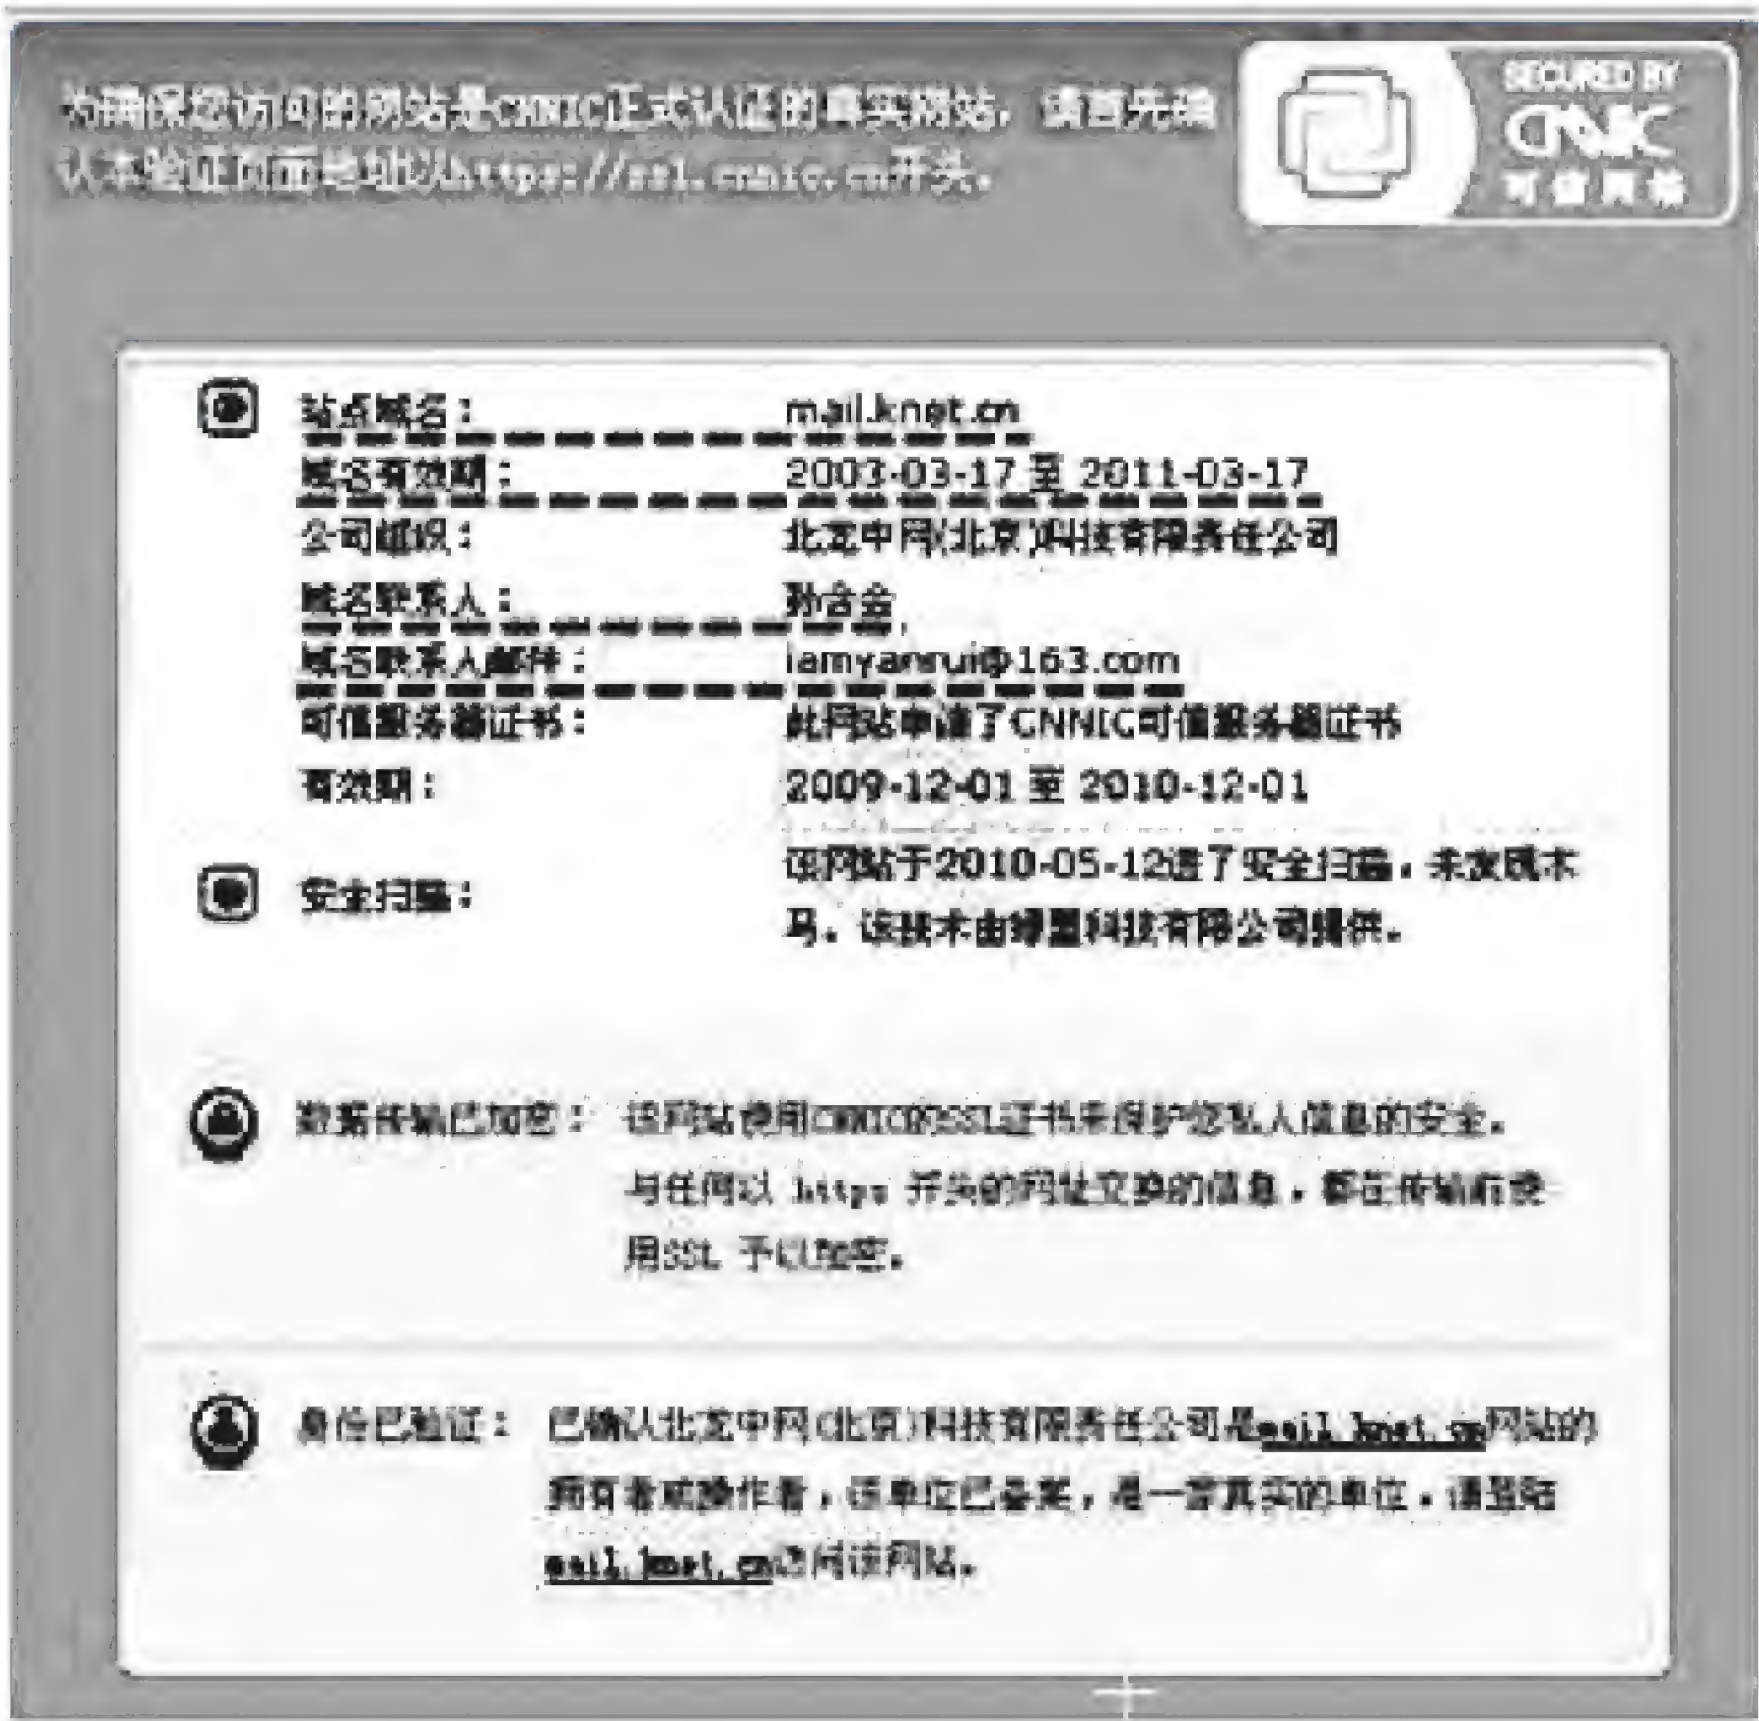 为确保您访问的网站是CNNIC正式认证的真实网站，请首先确
认本验证页面地址以https://ssl.cnnic.cn开头。
SECURED BY
CNNIC
可信网站
站点域名： mail.knet.cn
域名有效期： 2003-03-17 至 2011-03-17
公司组织： 北龙中网(北京)科技有限责任公司
域名联系人： 孙会
域名联系人邮件： iamyanrui@163.com
可信服务器证书： 此网站申请了CNNIC可信服务器证书
有效期： 2009-12-01 至 2010-12-01
安全扫描： 该网站于2010-05-12进了安全扫描，未发现木
马。该技术由绿盟科技有限公司提供。
数据传输已加密： 该网站使用CNNIC的SSL证书来保护您私人信息的安全。
与任何以 https 开头的网址交换的信息，都在传输前使
用SSL 予以加密。
身份已验证： 已确认北龙中网(北京)科技有限责任公司是mail.knet.cn网站的
拥有者或操作者，该单位已备案，是一家真实的单位，请登陆
mail.knet.cn访问该网站。